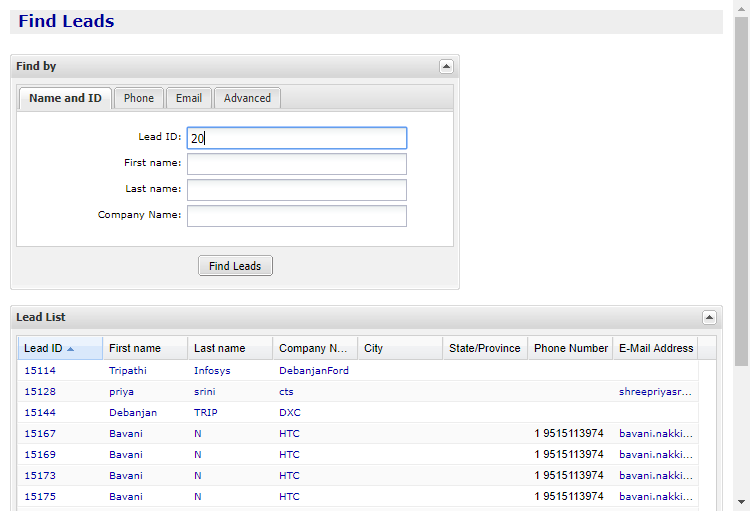 Find Leads
Find by
Name and ID Phone Email Advanced
Lead ID: 20
First name:
Last name:
Company Name:
Find Leads
Lead List
Lead ID First name Last name Company N... City State/Province Phone Number E-Mail Address
15114 Tripathi Infosys DebanjanFord
15128 priya srini cts shreepriyasr...
15144 Debanjan TRIP DXC
15167 Bavani N HTC 1 9515113974 bavani.nakki...
15169 Bavani N HTC 1 9515113974 bavani.nakki...
15173 Bavani N HTC 1 9515113974 bavani.nakki...
15175 Bavani N HTC 1 9515113974 bavani.nakki...